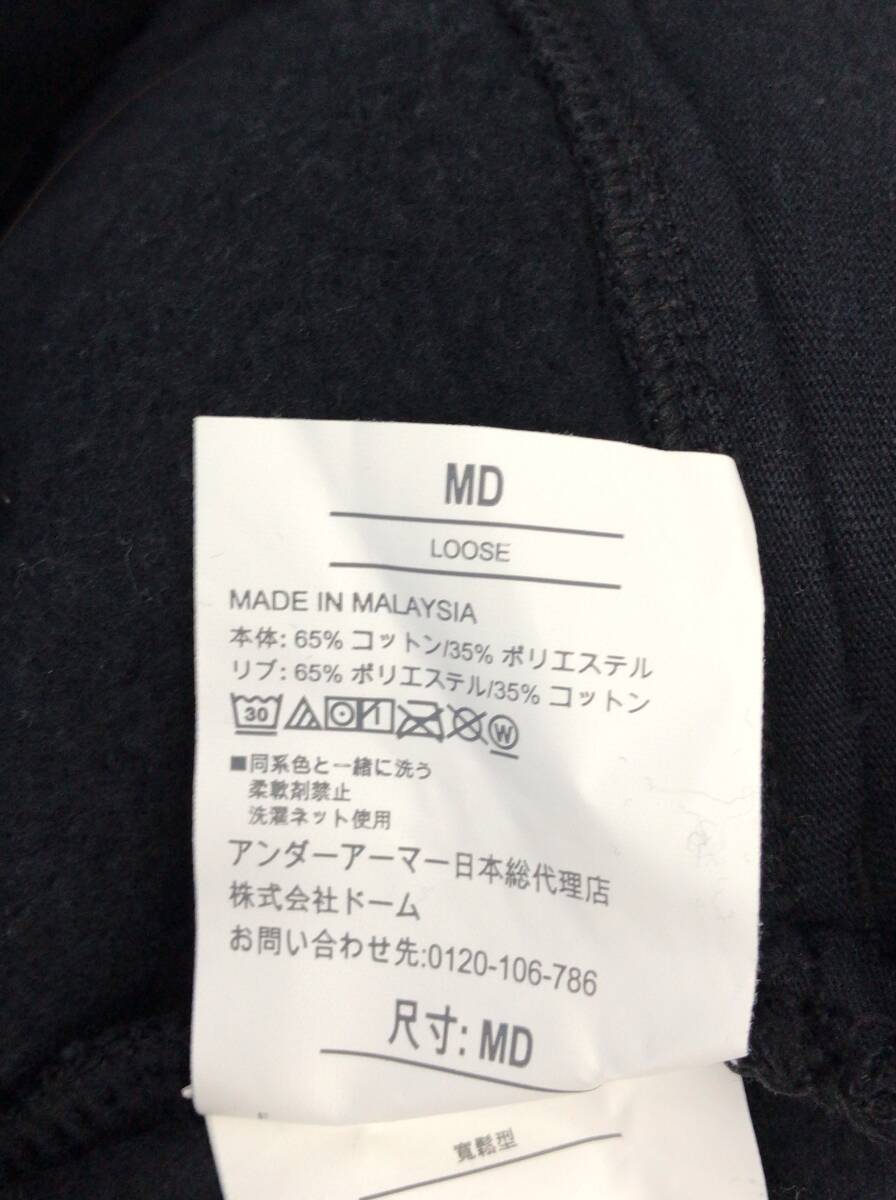 MD
LOOSE
MADE IN MALAYSIA
本体: 65% コットン/35% ポリエステル
リブ: 65% ポリエステル/35% コットン
30 W
■同系色と一緒に洗う
柔軟剤禁止
洗濯ネット使用
アンダーアーマー日本総代理店
株式会社ドーム
お問い合わせ先:0120-106-786
尺寸: MD
寬鬆型